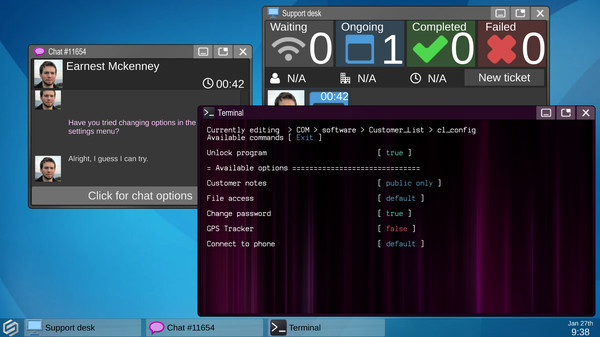 Support desk
Waiting Ongoing Completed Failed
0 1 0 0
N/A N/A N/A New ticket
00:42
Chat #11654
Earnest Mckenney
00:42
Have you tried changing options in the
settings menu?
Alright, I guess I can try.
Click for chat options
Terminal
Currently editing > COM > software > Customer_List > cl_config
Available commands [ Exit ]
Unlock program [ true ]
= Available options ==============================
Customer notes [ public only ]
File access [ default ]
Change password [ true ]
GPS Tracker [ false ]
Connect to phone [ default ]
Support desk Chat #11654 Terminal
Jan 27th
9:38